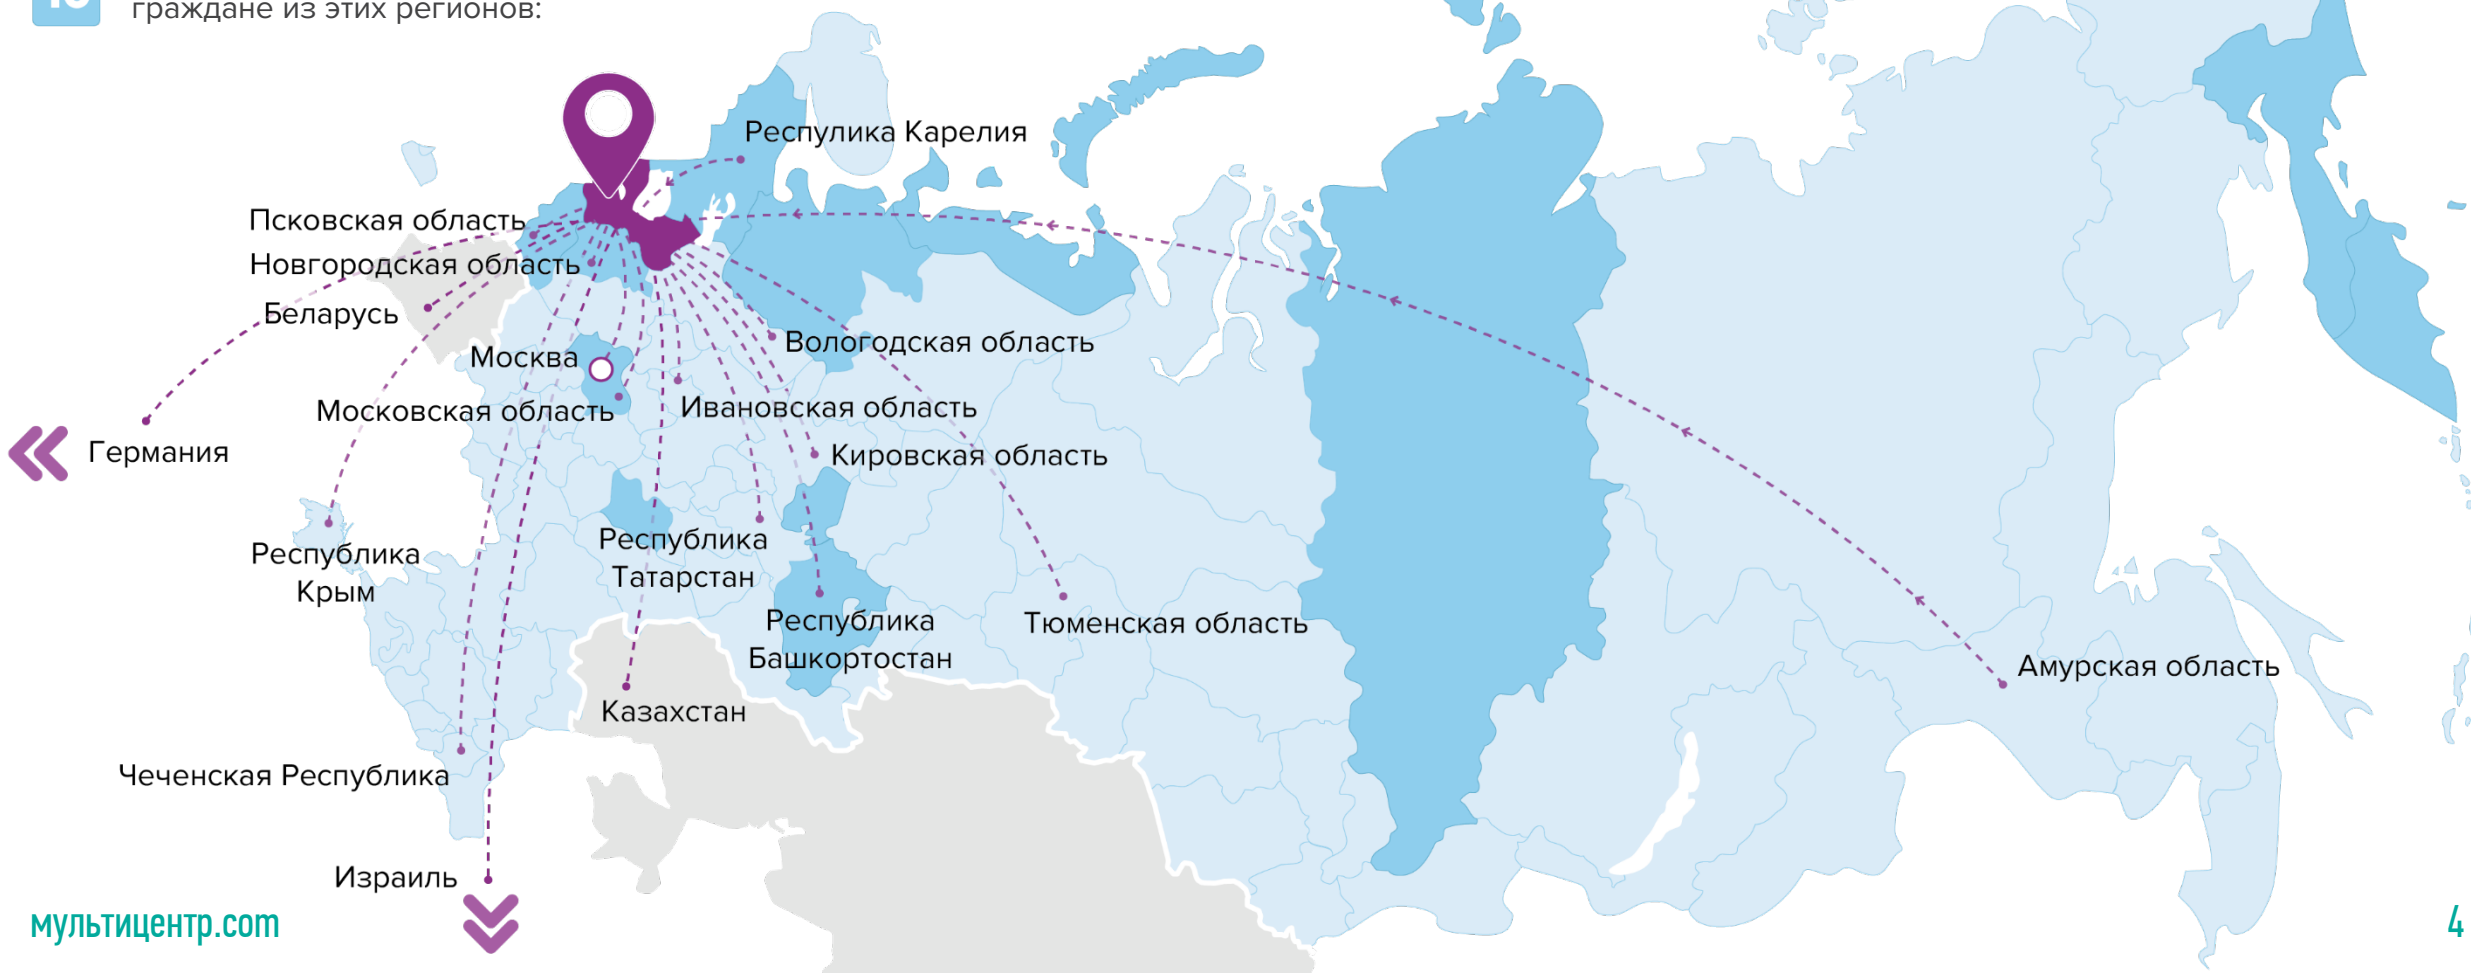 граждане из этих регионов:
Респулика Карелия
Псковская область
Новгородская область
Беларусь
Вологодская область
Москва
Московская область
Ивановская область
Германия
Кировская область
Республика
Татарстан
Республика
Крым
Республика
Башкортостан
Тюменская область
Амурская область
Казахстан
Чеченская Республика
Израиль
мультицентр.com
4